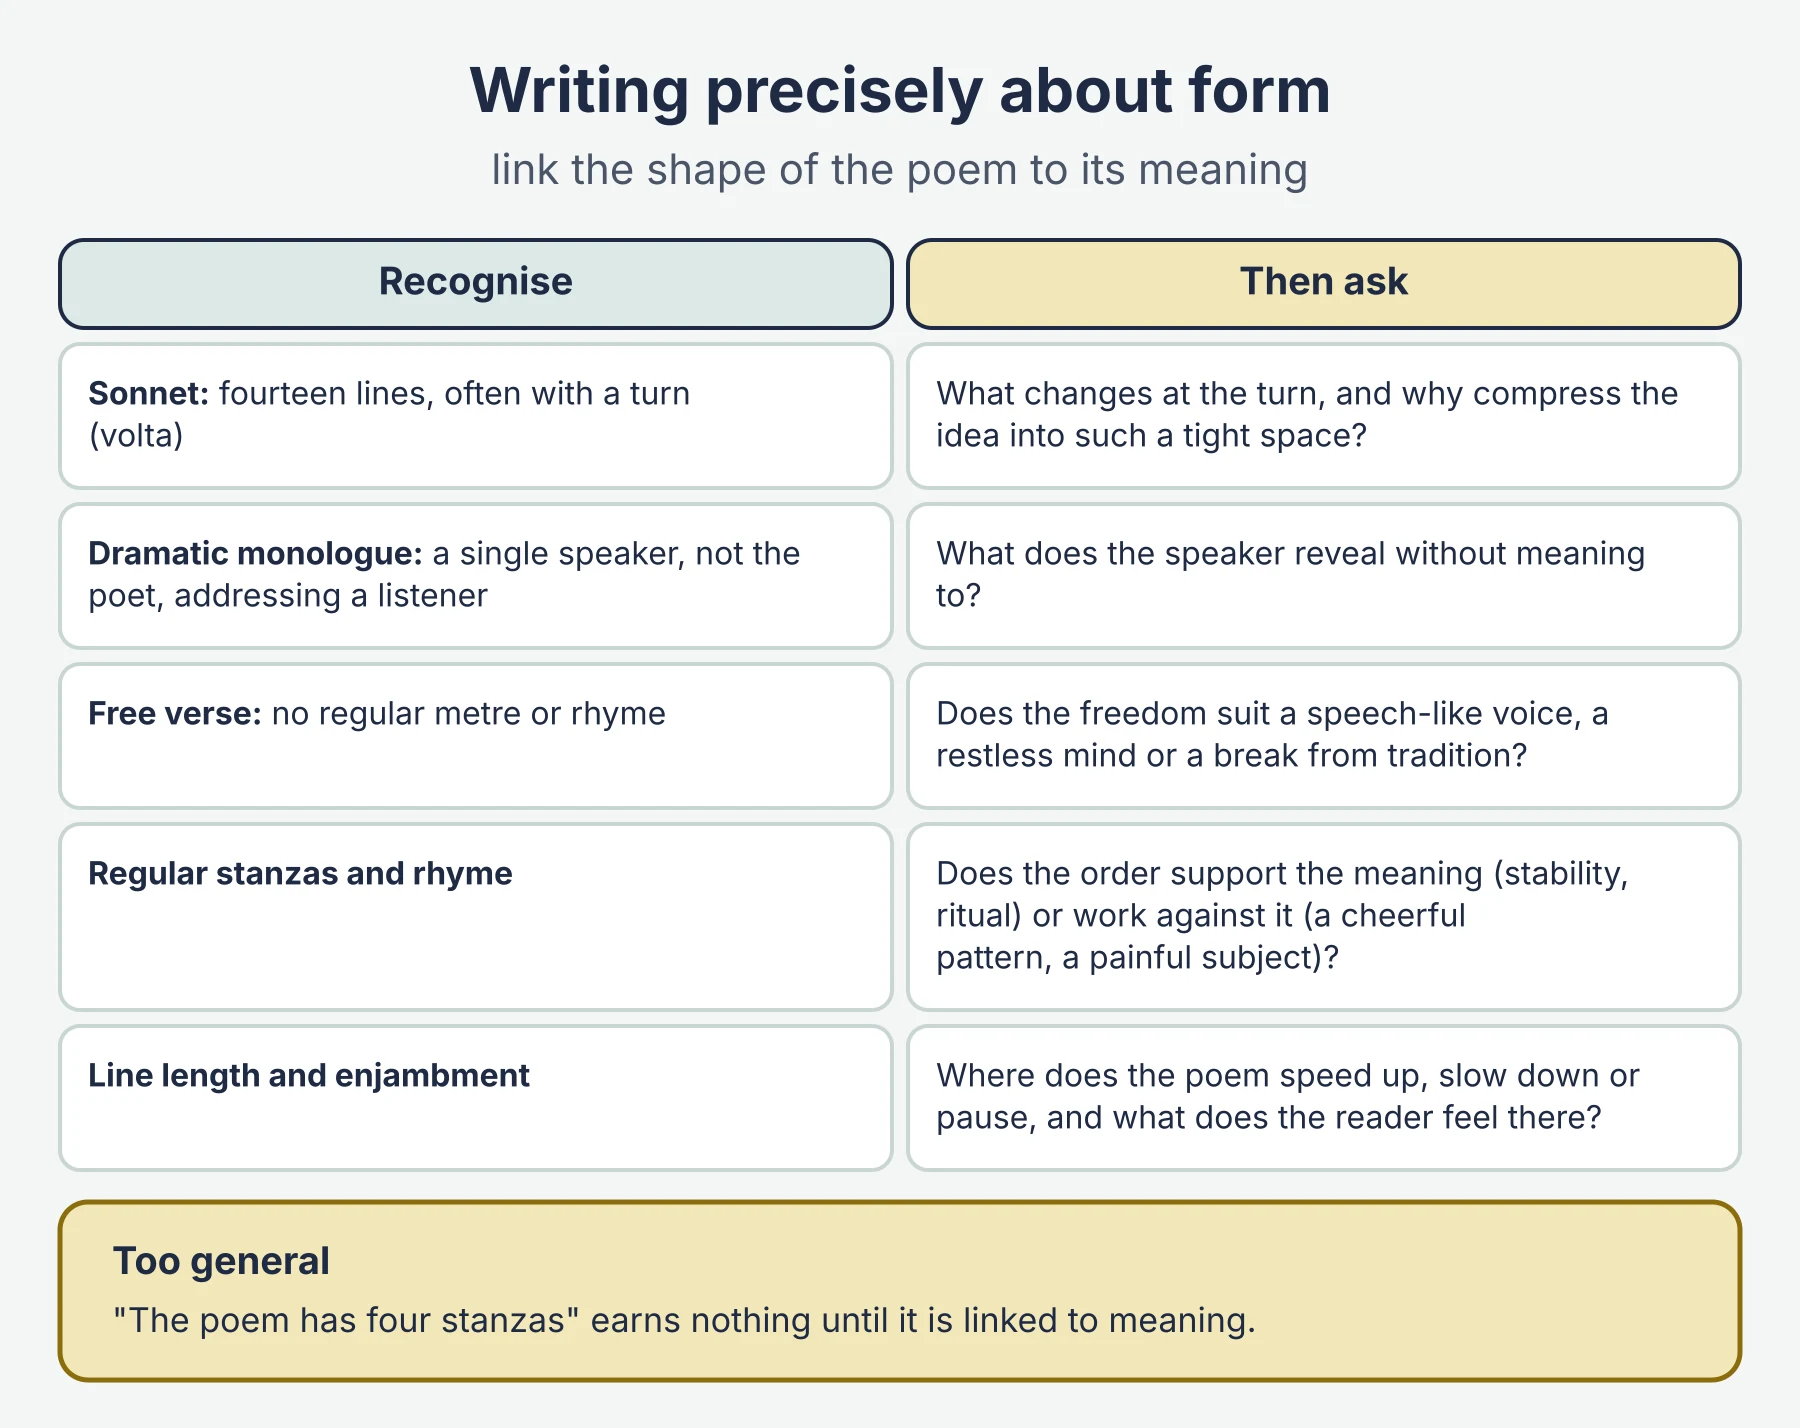 Writing precisely about form
link the shape of the poem to its meaning
Recognise
Then ask
Sonnet: fourteen lines, often with a turn
(volta)
What changes at the turn, and why compress the
idea into such a tight space?
Dramatic monologue: a single speaker, not the
poet, addressing a listener
What does the speaker reveal without meaning
to?
Free verse: no regular metre or rhyme
Does the freedom suit a speech-like voice, a
restless mind or a break from tradition?
Regular stanzas and rhyme
Does the order support the meaning (stability,
ritual) or work against it (a cheerful
pattern, a painful subject)?
Line length and enjambment
Where does the poem speed up, slow down or
pause, and what does the reader feel there?
Too general
"The poem has four stanzas" earns nothing until it is linked to meaning.